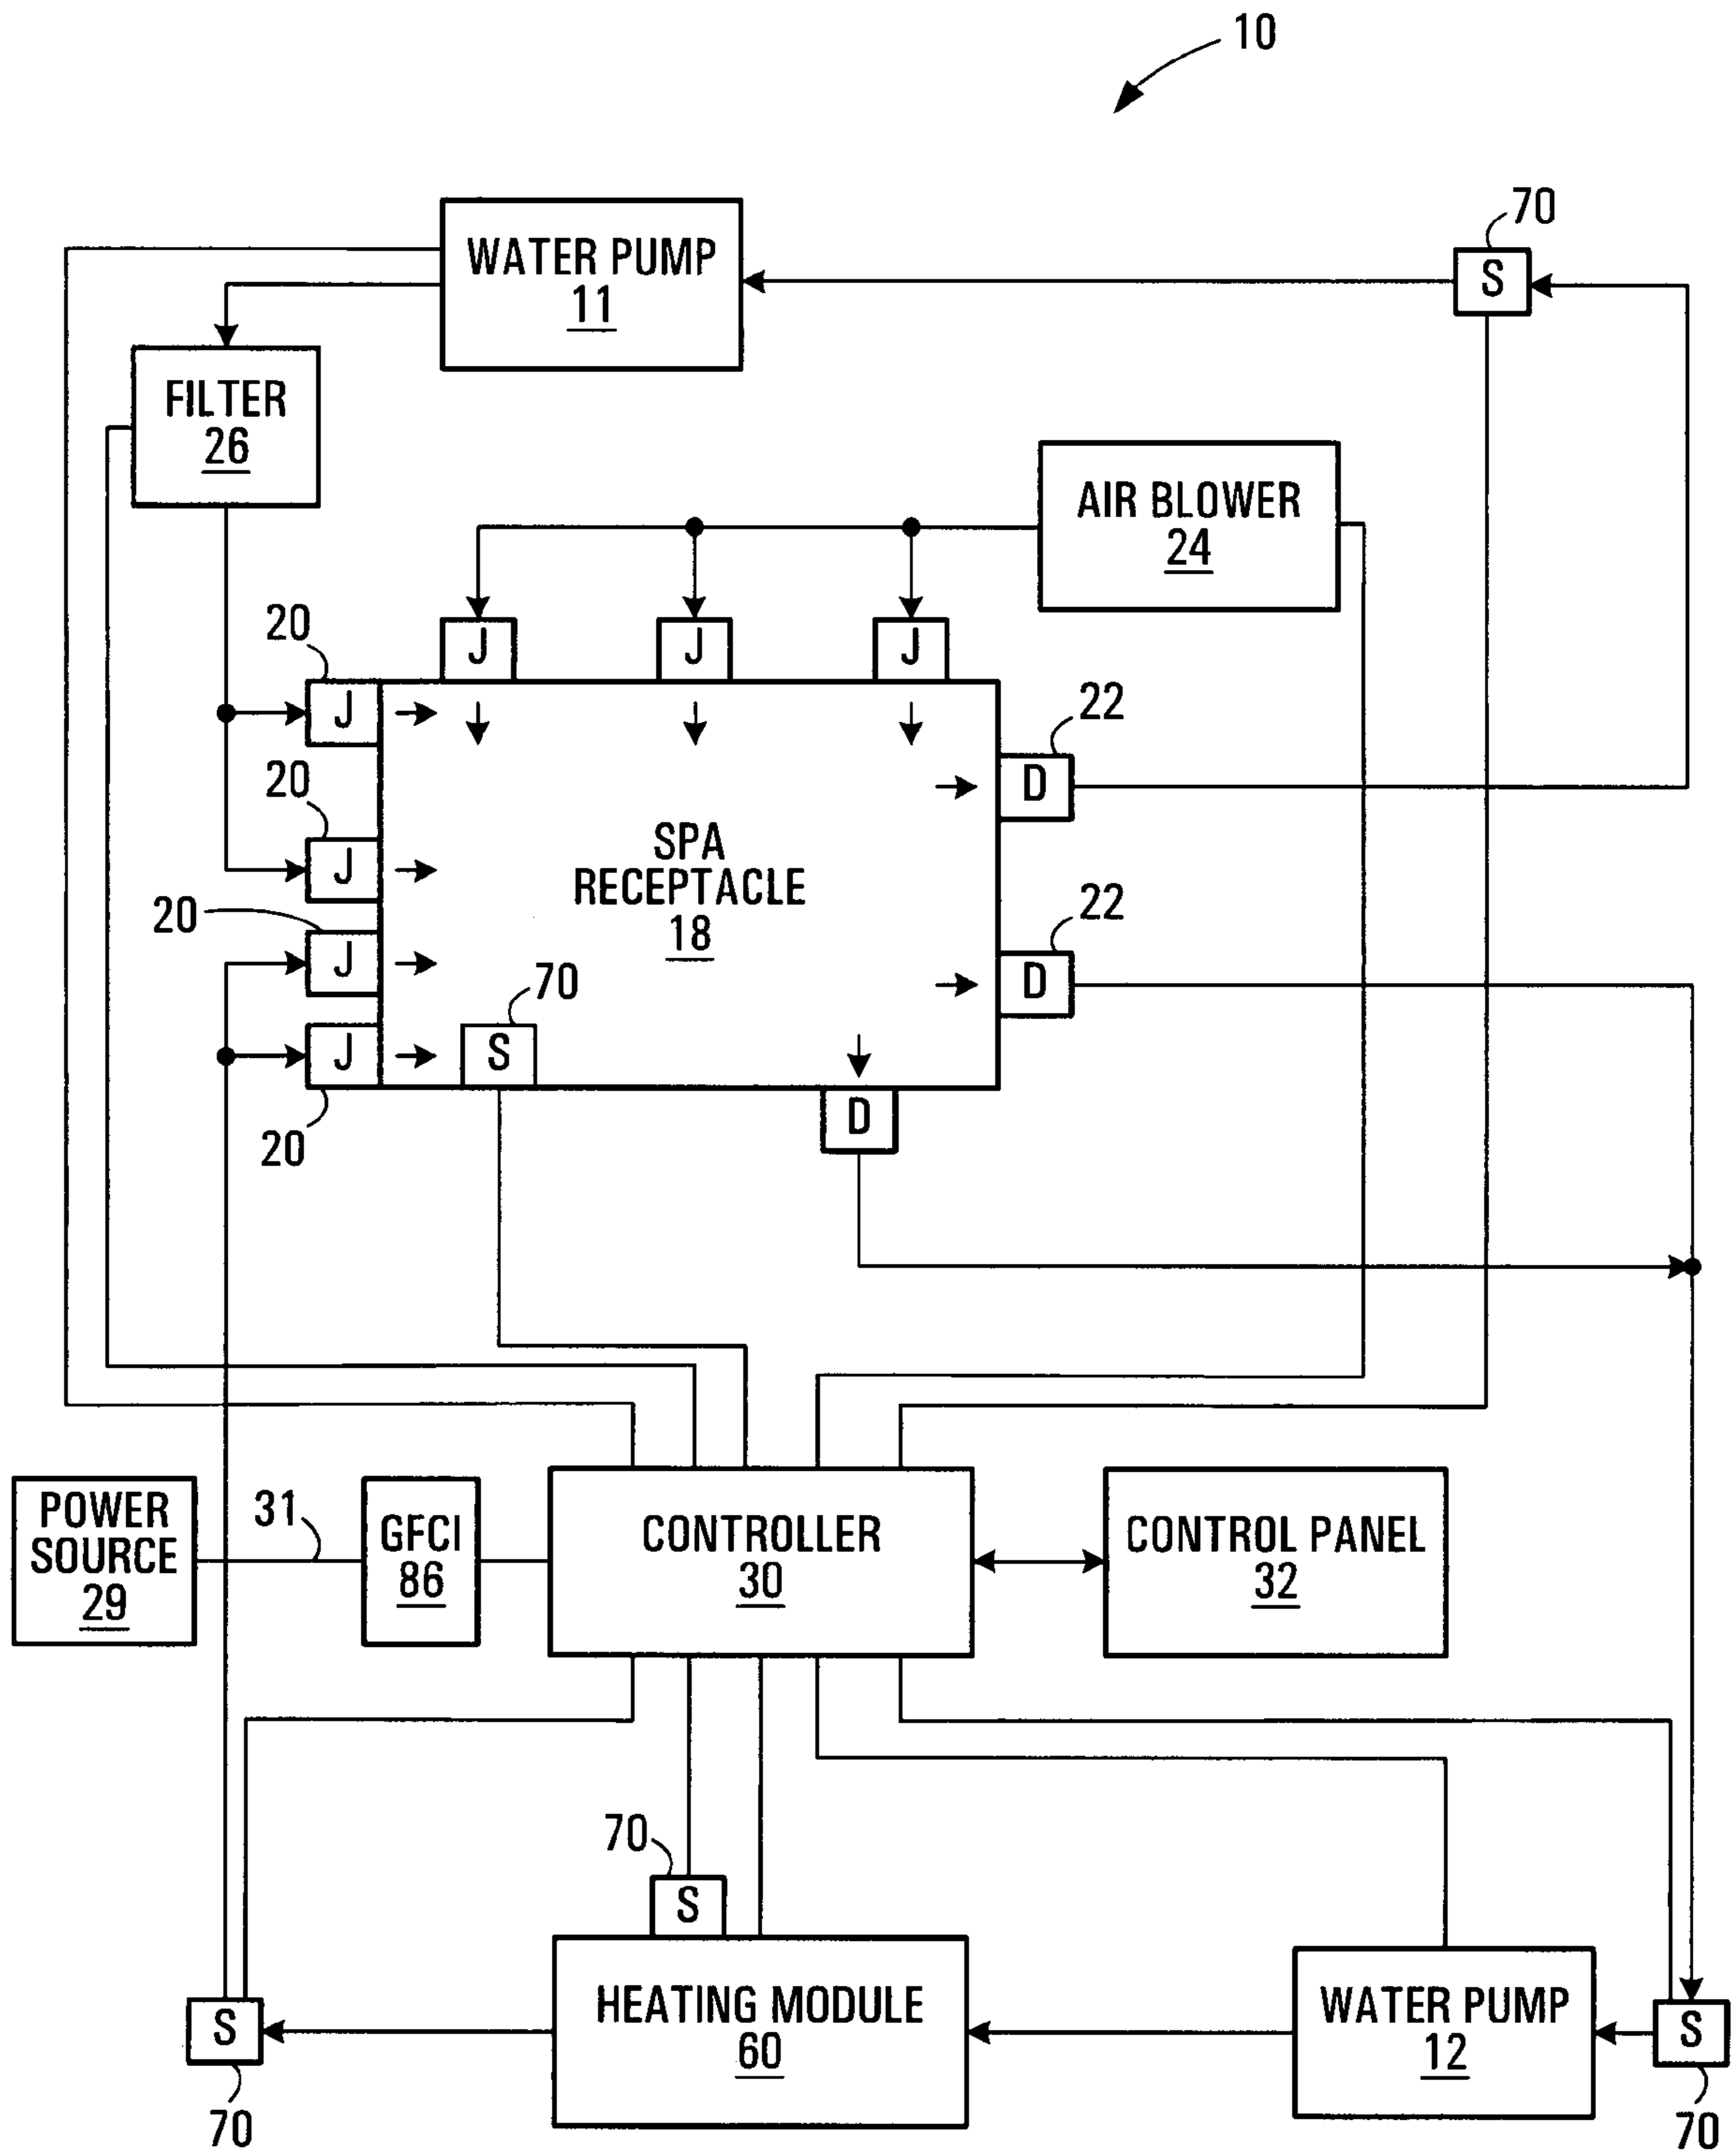 10
70
WATER PUMP
11
S
FILTER
26
AIR BLOWER
24
20
J
J
J
J
22
D
20
J
SPA
RECEPTACLE
18
20
J
22
D
70
S
J
20
D
POWER
SOURCE
29
31
GFCI
86
CONTROLLER
30
CONTROL PANEL
32
70
S
HEATING MODULE
60
WATER PUMP
12
S
70
S
70